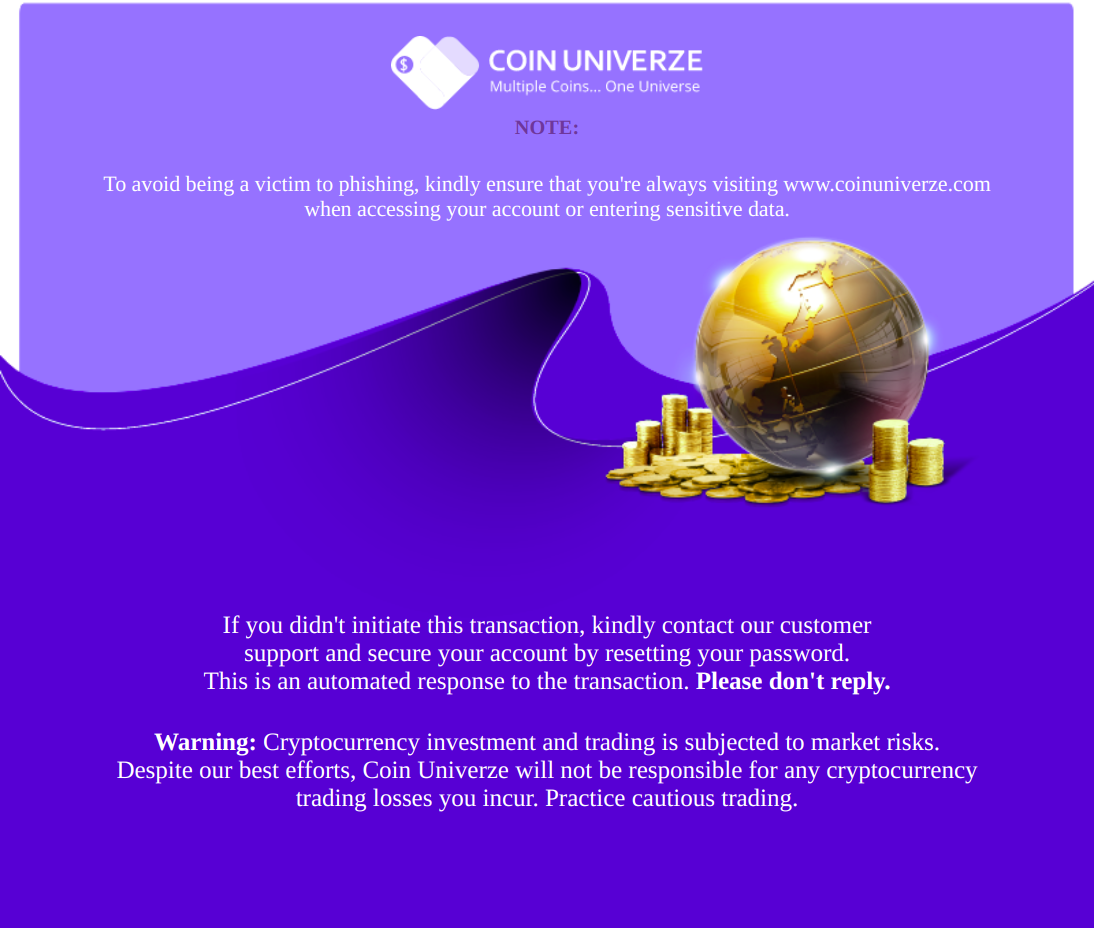 $
COIN UNIVERZE
Multiple Coins... One Universe
NOTE:
To avoid being a victim to phishing, kindly ensure that you're always visiting www.coinuniverze.com
when accessing your account or entering sensitive data.
If you didn't initiate this transaction, kindly contact our customer
support and secure your account by resetting your password.
This is an automated response to the transaction. Please don't reply.
Warning: Cryptocurrency investment and trading is subjected to market risks.
Despite our best efforts, Coin Univerze will not be responsible for any cryptocurrency
trading losses you incur. Practice cautious trading.